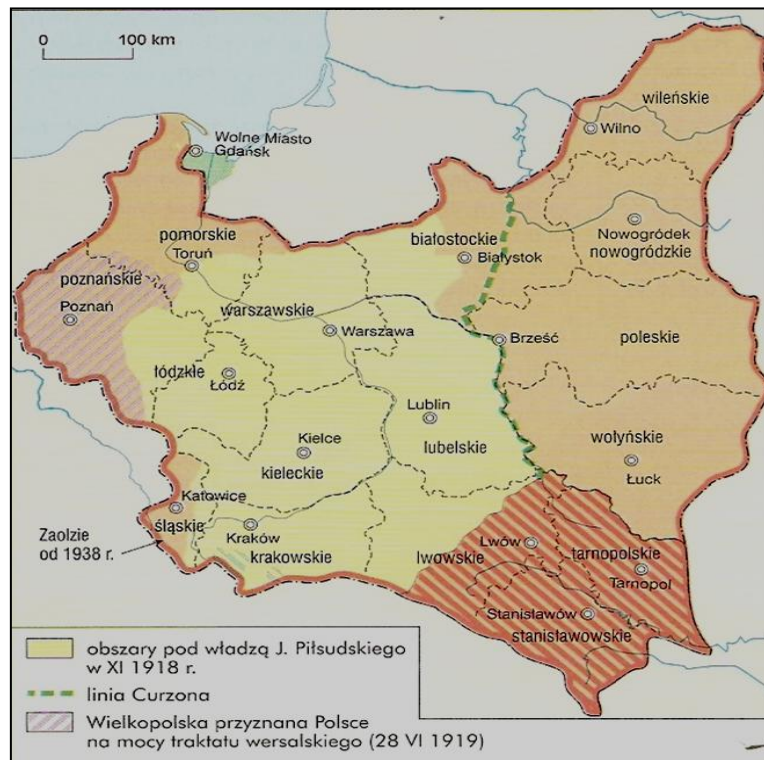 0 100 km
wileńskie
Wilno
Wolne Miasto
Gdańsk
pomorskie
Toruń
białostockie
Białystok
Nowogródek
nowogródzkie
poznańskie
Poznań
warszawskie
Warszawa
Brześć
poleskie
łódzkie
Łódź
Lublin
lubelskie
wołyńskie
Łuck
Kielce
kieleckie
Katowice
śląskie
Zaolzie
od 1938 r.
Kraków
krakowskie
lwowskie
Lwów
tarnopolskie
Tarnopol
Stanisławów
stanisławowskie
obszary pod władzą J. Piłsudskiego
w XI 1918 r.
linia Curzona
Wielkopolska przyznana Polsce
na mocy traktatu wersalskiego (28 VI 1919)